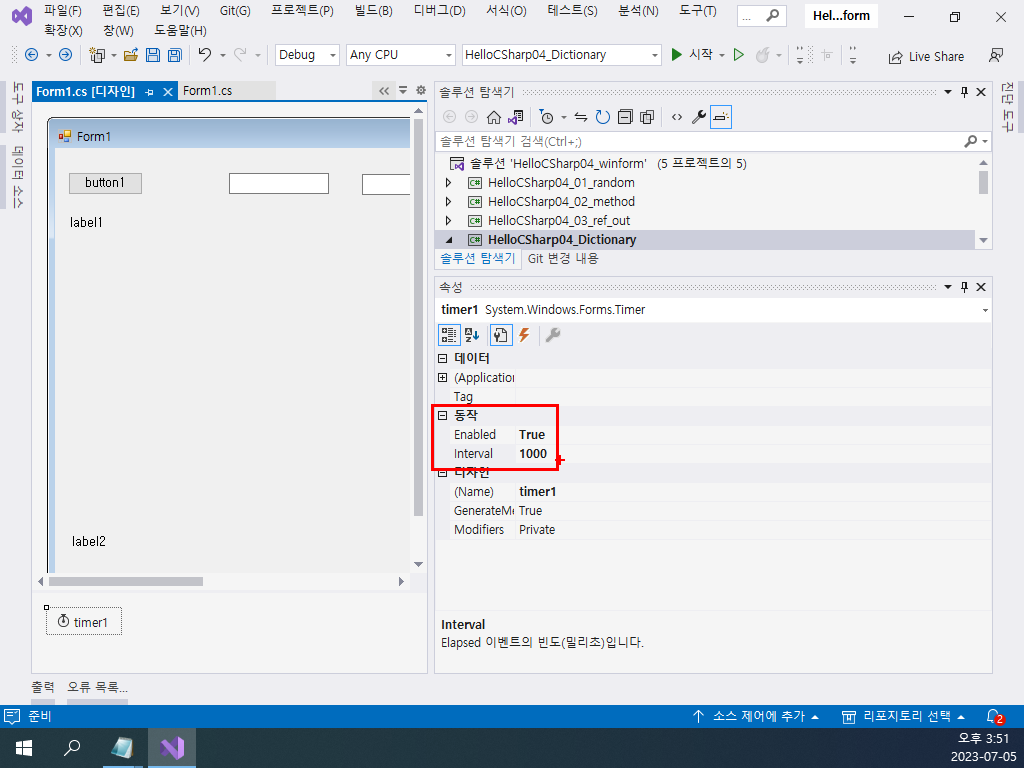 파일(F) 편집(E) 보기(V) Git(G) 프로젝트(P) 빌드(B) 디버그(D) 서식(O) 테스트(S) 분석(N) 도구(T) ... Hel...form
확장(X) 창(W) 도움말(H)
Debug Any CPU HelloCSharp04_Dictionary 시작 Live Share
도구 상자
데이터 소스
Form1.cs [디자인] Form1.cs
Form1
button1
label1
label2
timer1
솔루션 탐색기
솔루션 탐색기 검색(Ctrl+;)
솔루션 'HelloCSharp04_winform' (5 프로젝트의 5)
C# HelloCSharp04_01_random
C# HelloCSharp04_02_method
C# HelloCSharp04_03_ref_out
C# HelloCSharp04_Dictionary
솔루션 탐색기 Git 변경 내용
속성
timer1 System.Windows.Forms.Timer
데이터
(Application
Tag
동작
Enabled True
Interval 1000
디자인
(Name) timer1
GenerateMe True
Modifiers Private
Interval
Elapsed 이벤트의 빈도(밀리초)입니다.
진단 도구
출력 오류 목록...
준비 소스 제어에 추가 리포지토리 선택 2
오후 3:51
2023-07-05